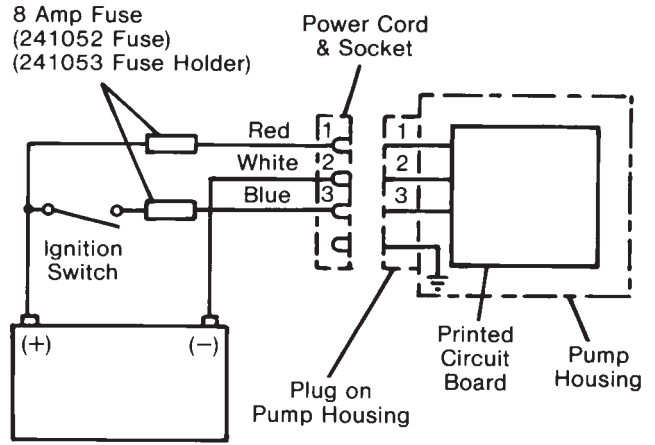 8 Amp Fuse
(241052 Fuse)
(241053 Fuse Holder)
Power Cord
& Socket
Red
1
1
White
2
2
Blue
3
3
Ignition
Switch
(+)
(−)
Printed
Circuit
Board
Pump
Housing
Plug on
Pump Housing